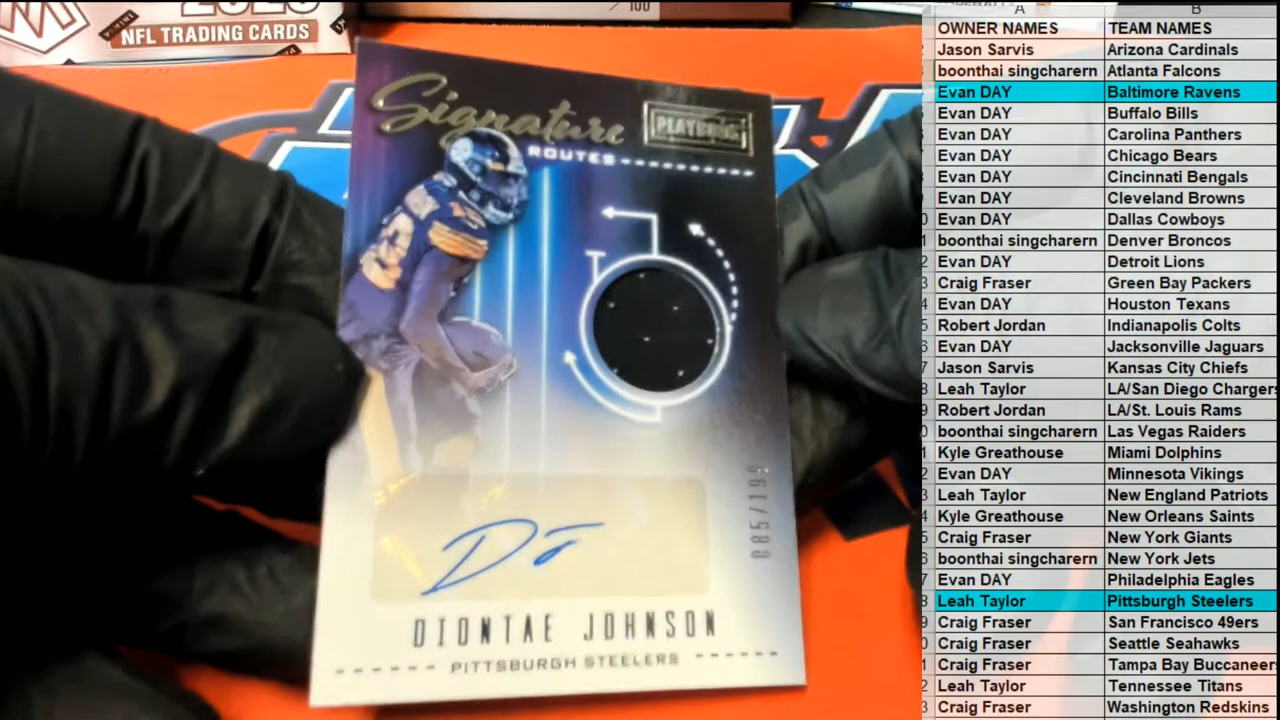 NFL TRADING CARDS
/ 100
Signature
PLAYBOOK
ROUTES
085/199
DIONTAE JOHNSON
PITTSBURGH STEELERS
A B
OWNER NAMES TEAM NAMES
Jason Sarvis Arizona Cardinals
boonthai singcharern Atlanta Falcons
Evan DAY Baltimore Ravens
Evan DAY Buffalo Bills
Evan DAY Carolina Panthers
Evan DAY Chicago Bears
Evan DAY Cincinnati Bengals
Evan DAY Cleveland Browns
Evan DAY Dallas Cowboys
boonthai singcharern Denver Broncos
Evan DAY Detroit Lions
Craig Fraser Green Bay Packers
Evan DAY Houston Texans
Robert Jordan Indianapolis Colts
Evan DAY Jacksonville Jaguars
Jason Sarvis Kansas City Chiefs
Leah Taylor LA/San Diego Chargers
Robert Jordan LA/St. Louis Rams
boonthai singcharern Las Vegas Raiders
Kyle Greathouse Miami Dolphins
Evan DAY Minnesota Vikings
Leah Taylor New England Patriots
Kyle Greathouse New Orleans Saints
Craig Fraser New York Giants
boonthai singcharern New York Jets
Evan DAY Philadelphia Eagles
Leah Taylor Pittsburgh Steelers
Craig Fraser San Francisco 49ers
Craig Fraser Seattle Seahawks
Craig Fraser Tampa Bay Buccaneers
Leah Taylor Tennessee Titans
Craig Fraser Washington Redskins